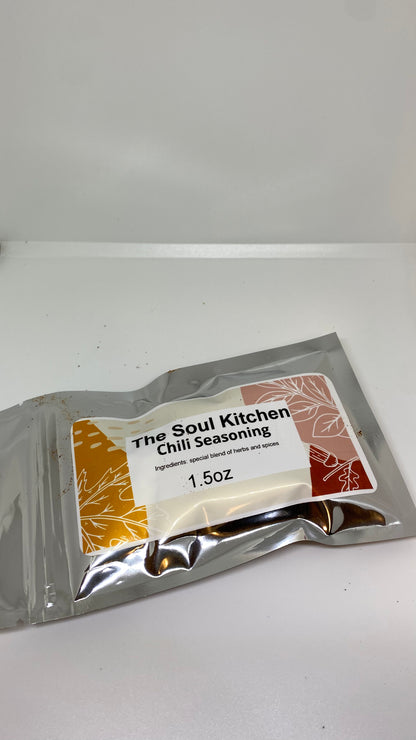 The Soul Kitchen
Chili Seasoning
Ingredients: special blend of herbs and spices
1.5oz